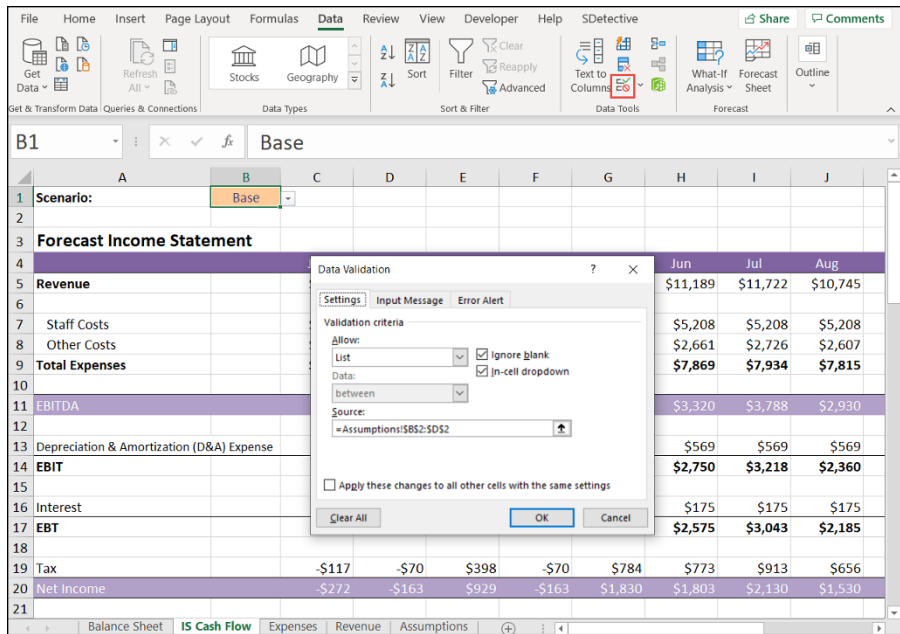 File Home Insert Page Layout Formulas Data Review View Developer Help SDetective Share Comments
Get Data
Refresh All
Stocks
Geography
Sort
Filter
Clear
Reapply
Advanced
Text to Columns
What-If Analysis
Forecast Sheet
Outline
Get & Transform Data Queries & Connections Data Types Sort & Filter Data Tools Forecast
B1 fx Base
A B C D E F G H I J
1 Scenario: Base
2
3 Forecast Income Statement
4 Jun Jul Aug
5 Revenue $11,189 $11,722 $10,745
6
7 Staff Costs $5,208 $5,208 $5,208
8 Other Costs $2,661 $2,726 $2,607
9 Total Expenses $7,869 $7,934 $7,815
10
11 EBITDA $3,320 $3,788 $2,930
12
13 Depreciation & Amortization (D&A) Expense $569 $569 $569
14 EBIT $2,750 $3,218 $2,360
15
16 Interest $175 $175 $175
17 EBT $2,575 $3,043 $2,185
18
19 Tax -$117 -$70 $398 -$70 $784 $773 $913 $656
20 Net Income -$272 -$163 $929 -$163 $1,830 $1,803 $2,130 $1,530
21
Data Validation ?
Settings Input Message Error Alert
Validation criteria
Allow:
List
Ignore blank
In-cell dropdown
Data:
between
Source:
=Assumptions!$B$2:$D$2
Apply these changes to all other cells with the same settings
Clear All OK Cancel
Balance Sheet IS Cash Flow Expenses Revenue Assumptions